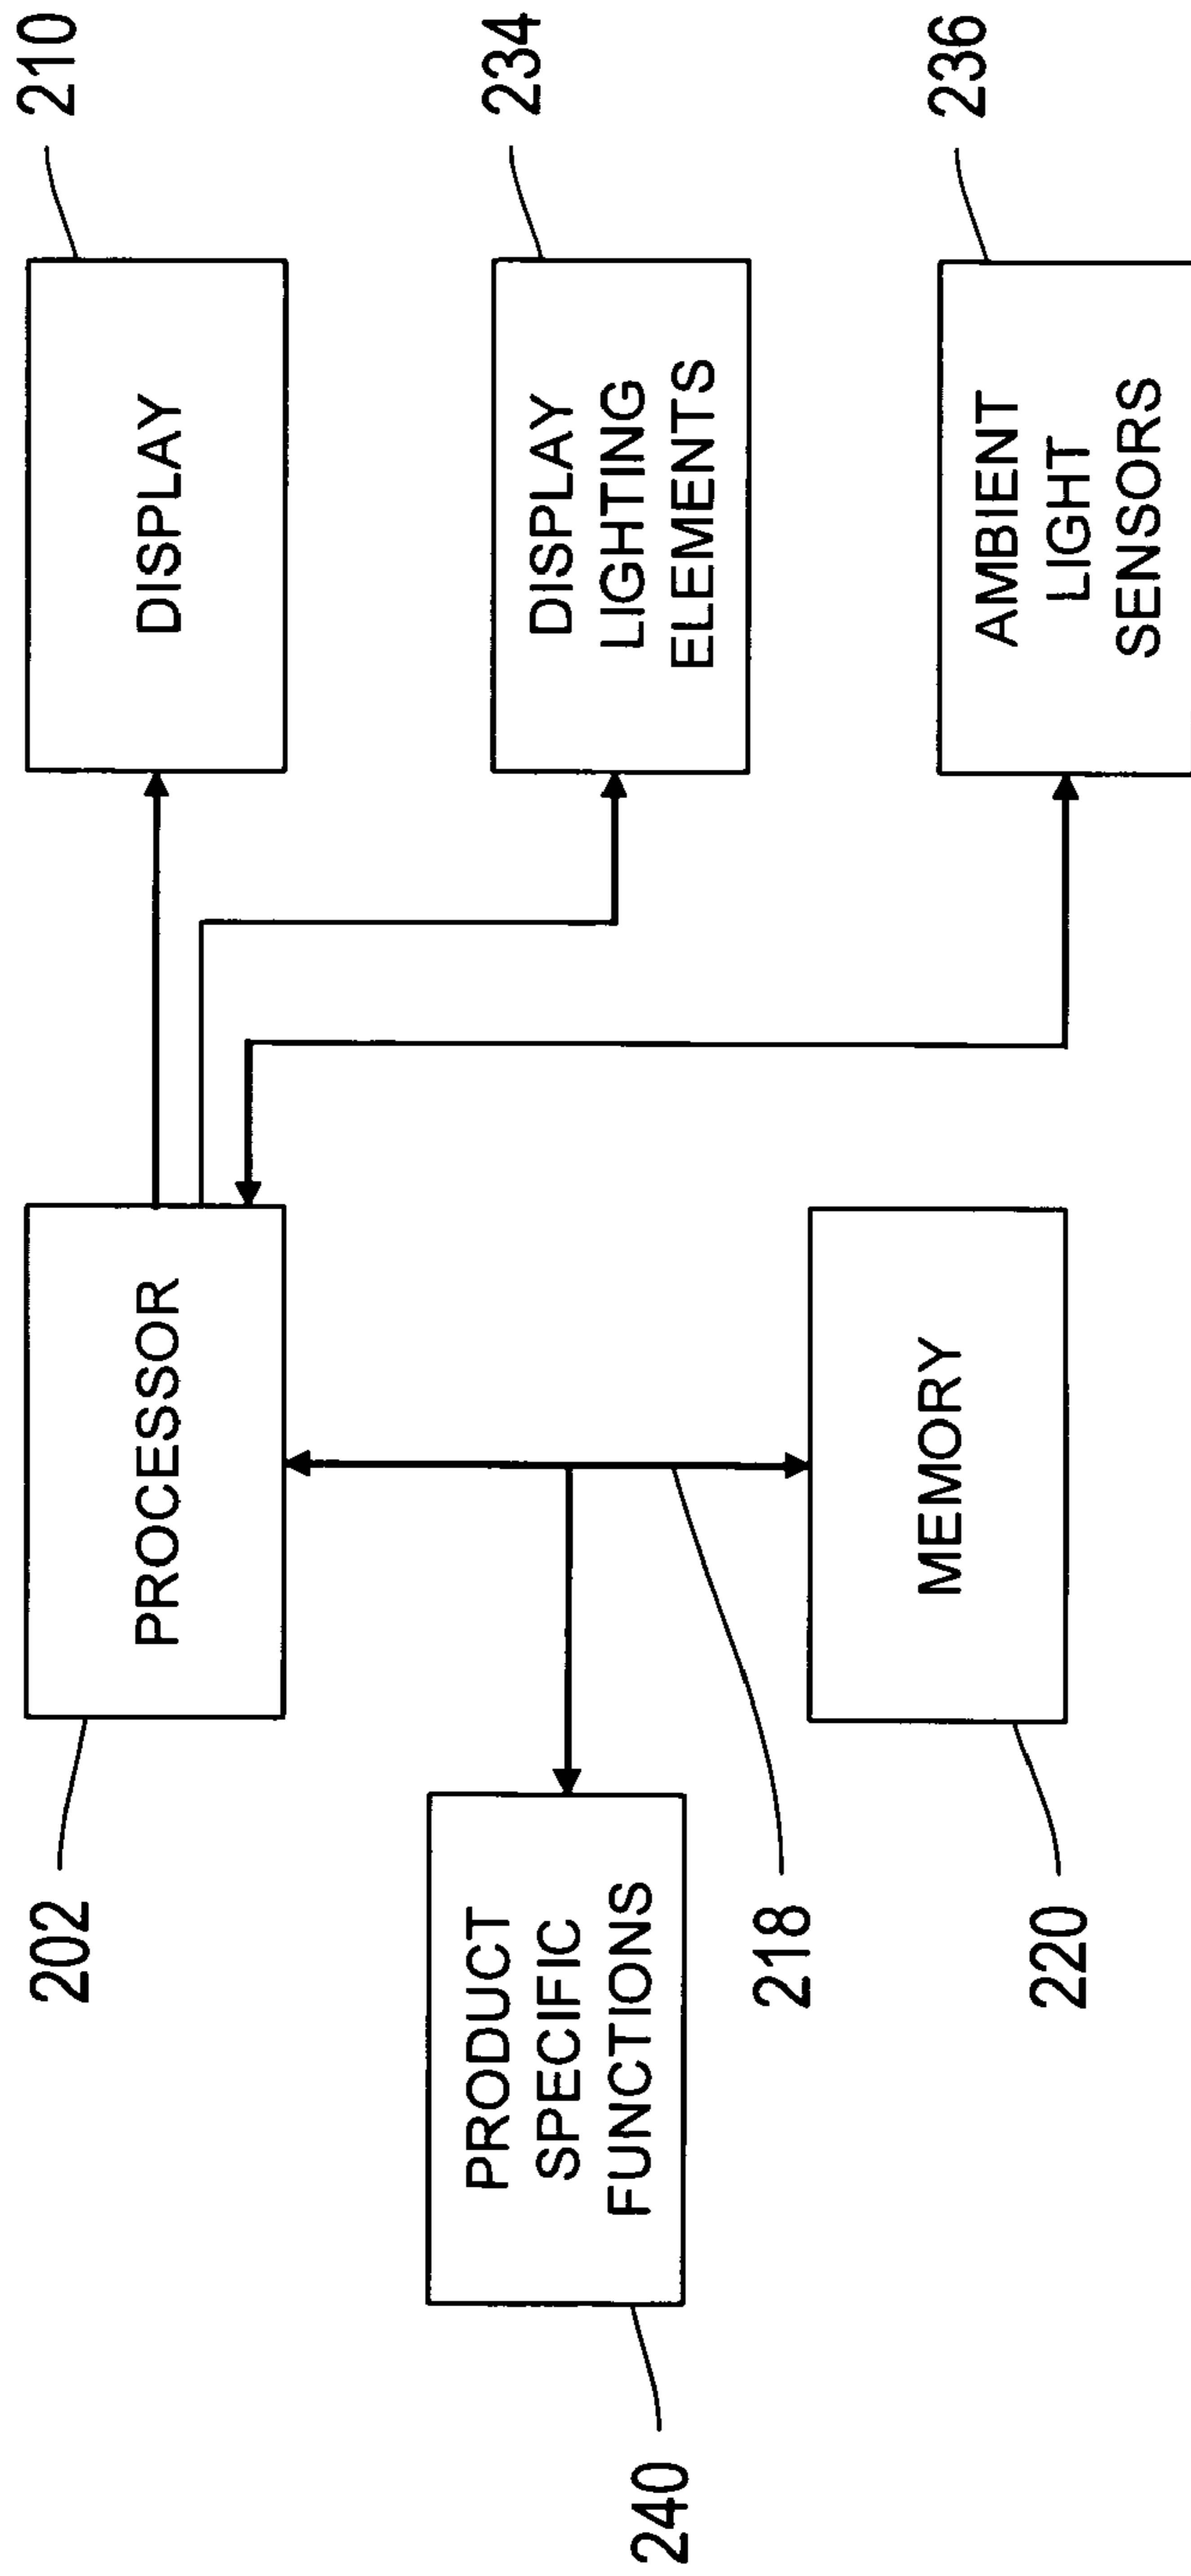 202
PROCESSOR
DISPLAY
210
240
PRODUCT
SPECIFIC
FUNCTIONS
DISPLAY
LIGHTING
ELEMENTS
234
218
220
MEMORY
AMBIENT
LIGHT
SENSORS
236